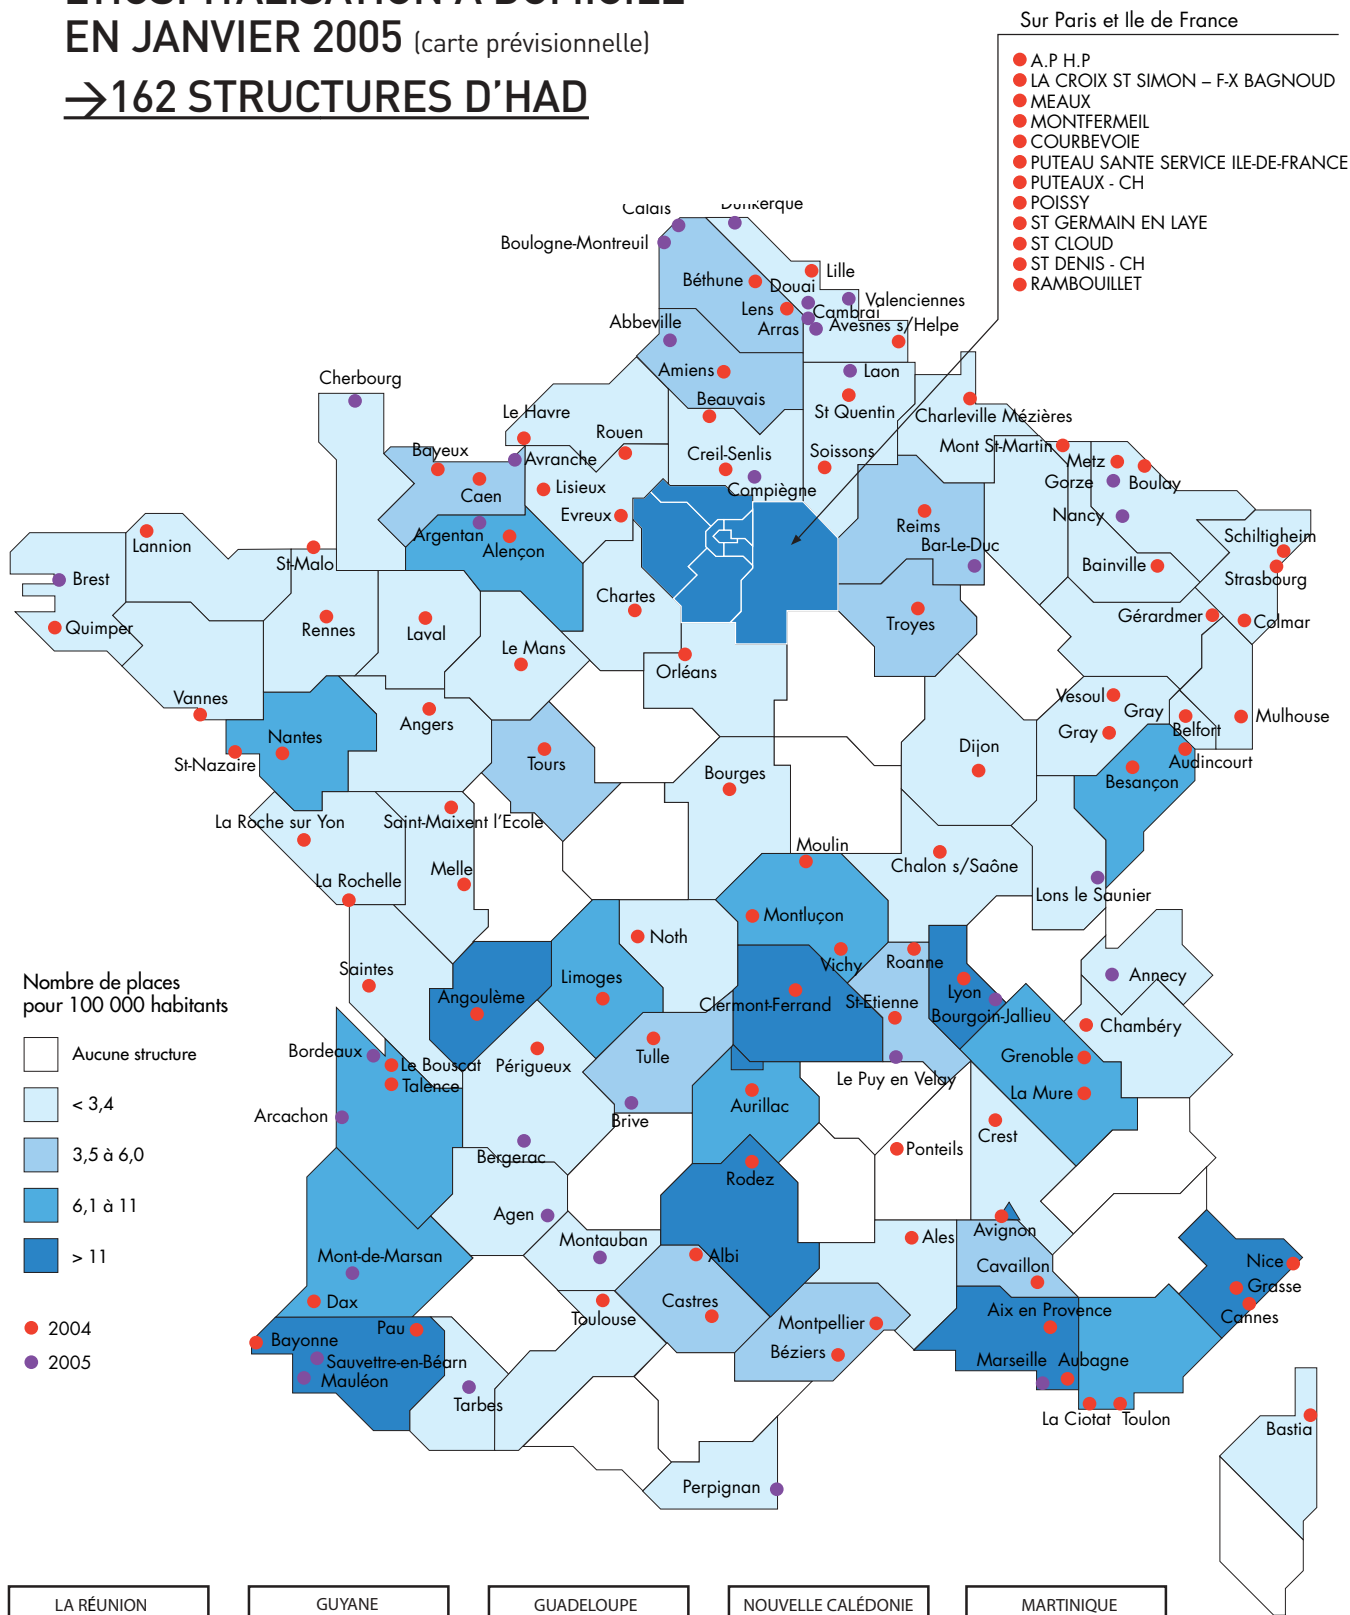 L'HOSPITALISATION À DOMICILE
EN JANVIER 2005 (carte prévisionnelle)
→162 STRUCTURES D'HAD
Sur Paris et Ile de France
A.P H.P
LA CROIX ST SIMON – F-X BAGNOUD
MEAUX
MONTFERMEIL
COURBEVOIE
PUTEAU SANTE SERVICE ILE-DE-FRANCE
PUTEAUX - CH
POISSY
ST GERMAIN EN LAYE
ST CLOUD
ST DENIS - CH
RAMBOUILLET
Calais
Dunkerque
Boulogne-Montreuil
Lille
Béthune
Douai
Valenciennes
Lens
Cambrai
Abbeville
Arras
Avesnes s/Helpe
Amiens
Laon
Cherbourg
Beauvais
St Quentin
Charleville Mézières
Le Havre
Rouen
Mont St-Martin
Bayeux
Avranche
Creil-Senlis
Soissons
Metz
Caen
Lisieux
Compiègne
Gorze
Boulay
Evreux
Nancy
Argentan
Alençon
Reims
Schiltigheim
Lannion
Bar-Le-Duc
St-Malo
Bainville
Strasbourg
Brest
Chartes
Gérardmer
Colmar
Quimper
Rennes
Laval
Troyes
Le Mans
Orléans
Vannes
Vesoul
Gray
Mulhouse
Angers
Belfort
Nantes
Gray
St-Nazaire
Tours
Dijon
Audincourt
Bourges
Besançon
La Roche sur Yon
Saint-Maixent l'Ecole
Moulin
Chalon s/Saône
Melle
La Rochelle
Lons le Saunier
Montluçon
Noth
Vichy
Roanne
Saintes
Limoges
Annecy
Angoulème
Clermont-Ferrand
St-Etienne
Lyon
Bourgoin-Jallieu
Chambéry
Bordeaux
Le Bouscat
Périgueux
Tulle
Grenoble
Talence
Le Puy en Velay
La Mure
Arcachon
Brive
Aurillac
Crest
Bergerac
Ponteils
Rodez
Agen
Avignon
Montauban
Ales
Mont-de-Marsan
Albi
Cavaillon
Nice
Dax
Castres
Grasse
Toulouse
Aix en Provence
Cannes
Bayonne
Pau
Montpellier
Sauvettre-en-Béarn
Béziers
Marseille
Aubagne
Mauléon
Tarbes
La Ciotat
Toulon
Bastia
Perpignan
Nombre de places
pour 100 000 habitants
Aucune structure
< 3,4
3,5 à 6,0
6,1 à 11
> 11
2004
2005
LA RÉUNION
GUYANE
GUADELOUPE
NOUVELLE CALÉDONIE
MARTINIQUE